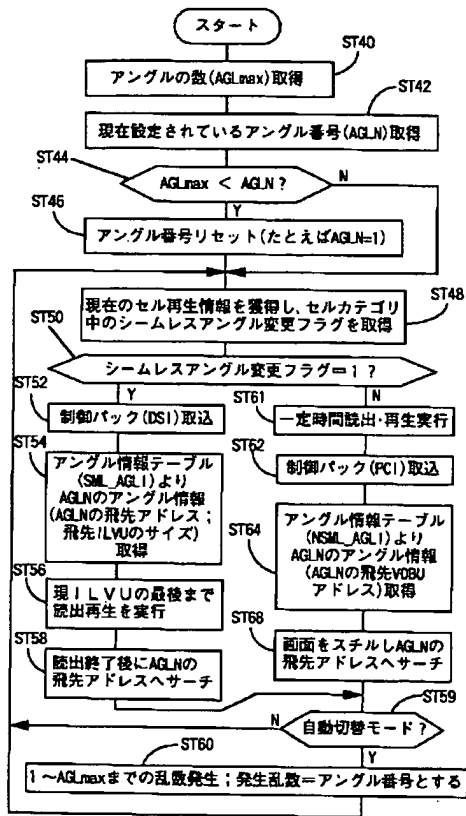 スタート
ST40
アングルの数(AGLmax)取得
ST42
現在設定されているアングル番号(AGLN)取得
ST44
AGLmax < AGLN ?
N
Y
ST46
アングル番号リセット(たとえばAGLN=1)
現在のセル再生情報を獲得し、セルカテゴリ
中のシームレスアングル変更フラグを取得
ST48
ST50
シームレスアングル変更フラグ=1 ?
Y
N
ST52
制御パック(DSI)取込
ST61
一定時間読出・再生実行
ST54
アングル情報テーブル
(SML_AGLI)より
AGLNのアングル情報
(AGLNの飛先アドレス;
飛先ILVUのサイズ)
取得
ST62
制御パック(PCI)取込
ST64
アングル情報テーブル
(NSML_AGLI)より
AGLNのアングル情報
(AGLNの飛先VOBU
アドレス)取得
ST56
現ILVUの最後まで
読出再生を実行
ST58
読出終了後にAGLNの
飛先アドレスへサーチ
ST68
画面をスチルしAGLNの
飛先アドレスへサーチ
ST59
自動切替モード?
N
Y
ST60
1~AGLmaxまでの乱数発生;発生乱数=アングル番号とする